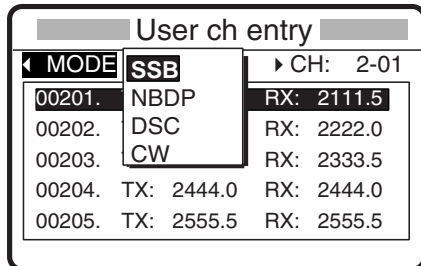 User ch entry
MODE SSB CH: 2-01
00201. NBDP RX: 2111.5
00202. DSC RX: 2222.0
00203. CW RX: 2333.5
00204. TX: 2444.0 RX: 2444.0
00205. TX: 2555.5 RX: 2555.5